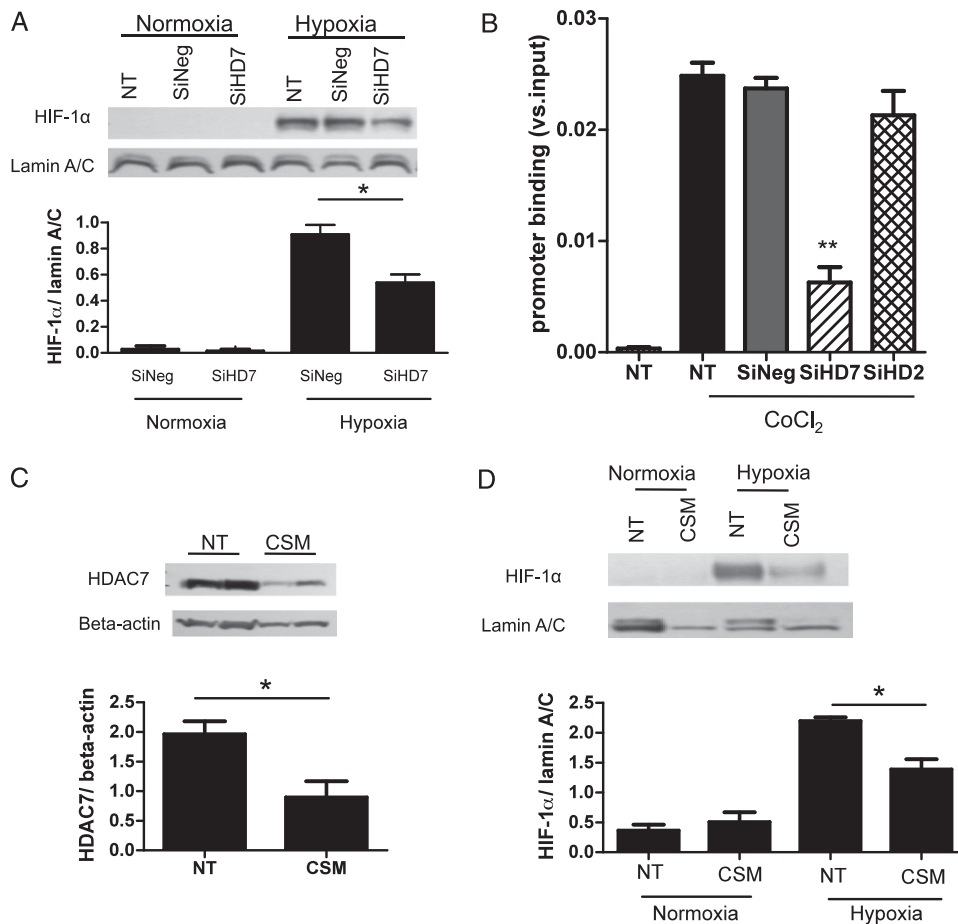 A
Normoxia Hypoxia
NT SiNeg SiHD7 NT SiNeg SiHD7
HIF-1α
Lamin A/C
*
HIF-1α/ lamin A/C
1.0
0.8
0.6
0.4
0.2
0.0
SiNeg SiHD7 SiNeg SiHD7
Normoxia Hypoxia
B
promoter binding (vs.input)
0.03
0.02
0.01
0.00
**
NT NT SiNeg SiHD7 SiHD2
CoCl₂
C
NT CSM
HDAC7
Beta-actin
*
HDAC7/ beta-actin
2.5
2.0
1.5
1.0
0.5
0.0
NT CSM
D
Normoxia Hypoxia
NT CSM NT CSM
HIF-1α
Lamin A/C
*
HIF-1α/ lamin A/C
2.5
2.0
1.5
1.0
0.5
0.0
NT CSM NT CSM
Normoxia Hypoxia